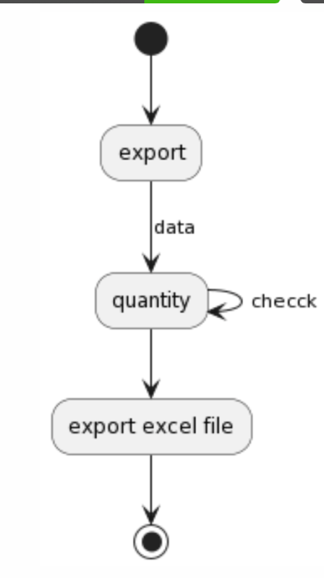 export
data
quantity
checck
export excel file